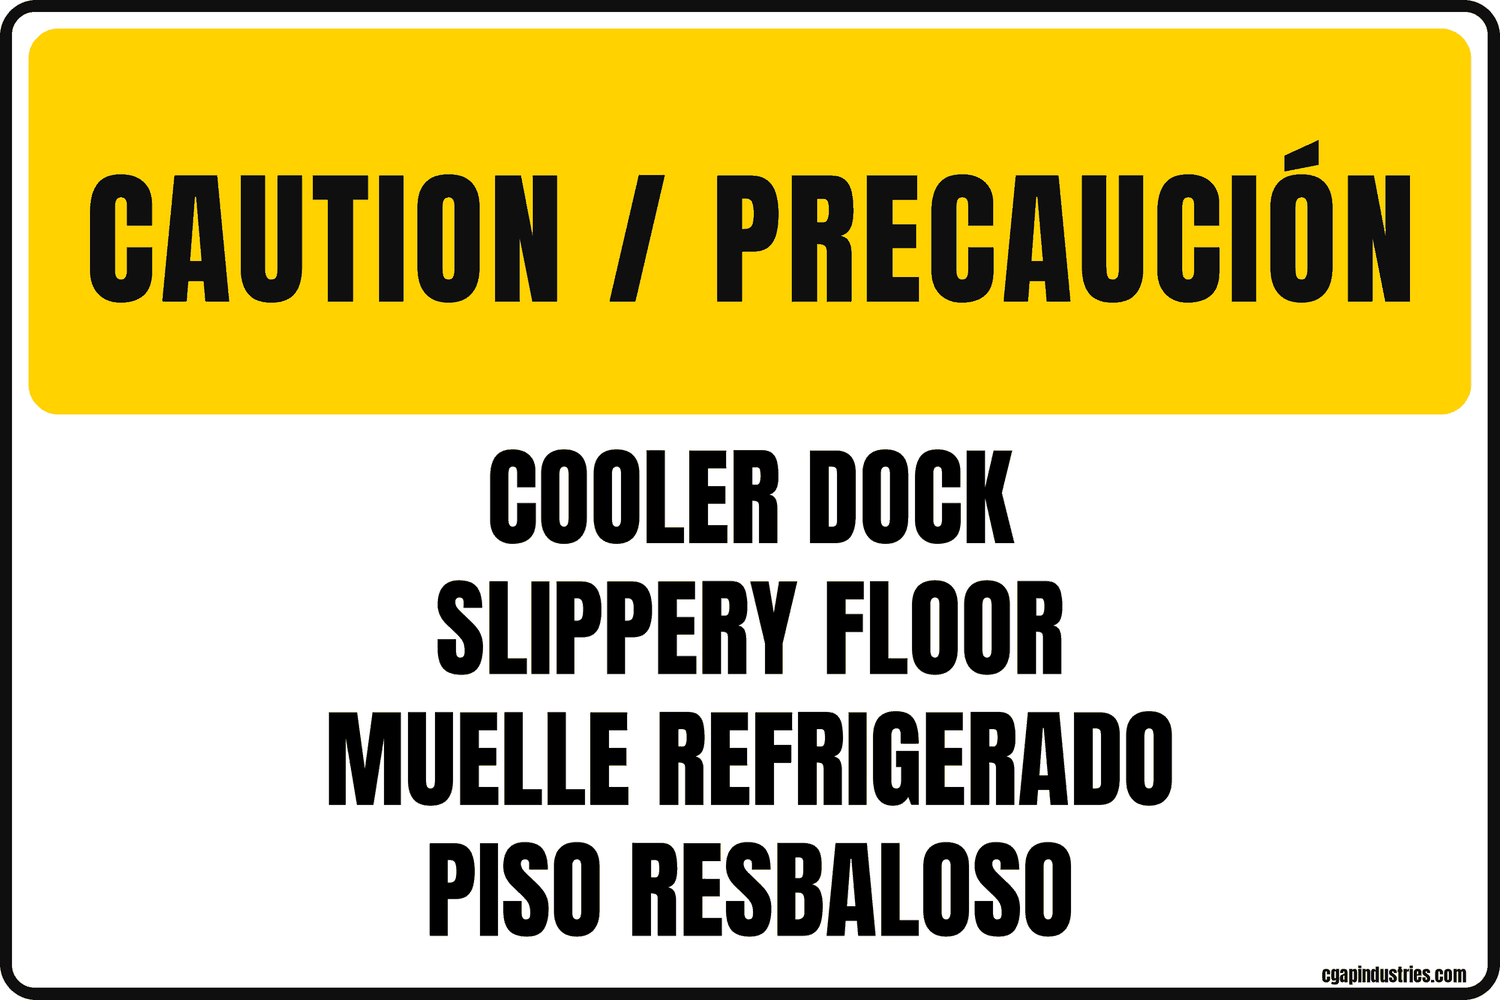 CAUTION / PRECAUCIÓN
COOLER DOCK
SLIPPERY FLOOR
MUELLE REFRIGERADO
PISO RESBALOSO
cgapindustries.com